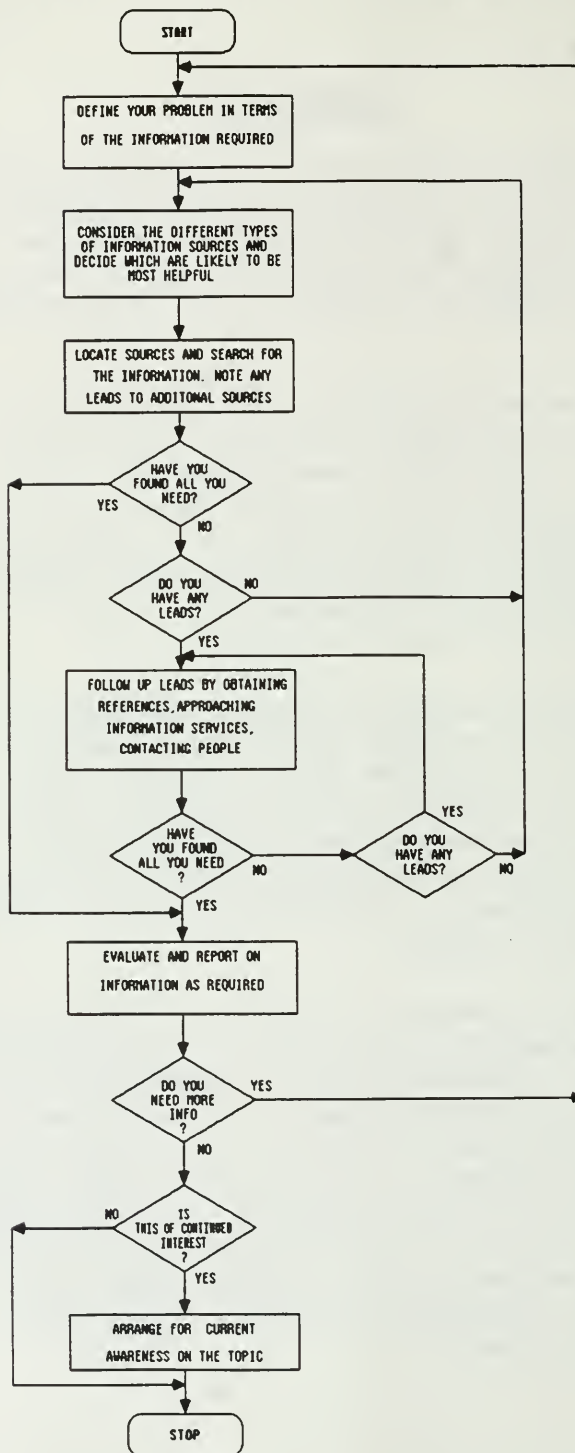 START
DEFINE YOUR PROBLEM IN TERMS
OF THE INFORMATION REQUIRED
CONSIDER THE DIFFERENT TYPES
OF INFORMATION SOURCES AND
DECIDE WHICH ARE LIKELY TO BE
MOST HELPFUL
LOCATE SOURCES AND SEARCH FOR
THE INFORMATION. NOTE ANY
LEADS TO ADDITONAL SOURCES
HAVE YOU
FOUND ALL YOU
NEED?
YES
NO
DO YOU
HAVE ANY
LEADS?
NO
YES
FOLLOW UP LEADS BY OBTAINING
REFERENCES,APPROACHING
INFORMATION SERVICES,
CONTACTING PEOPLE
HAVE
YOU FOUND
ALL YOU NEED
?
NO
YES
DO YOU
HAVE ANY
LEADS?
YES
NO
EVALUATE AND REPORT ON
INFORMATION AS REQUIRED
DO YOU
NEED MORE
INFO
?
YES
NO
IS
THIS OF CONTINUED
INTEREST
?
NO
YES
ARRANGE FOR CURRENT
AWARENESS ON THE TOPIC
STOP